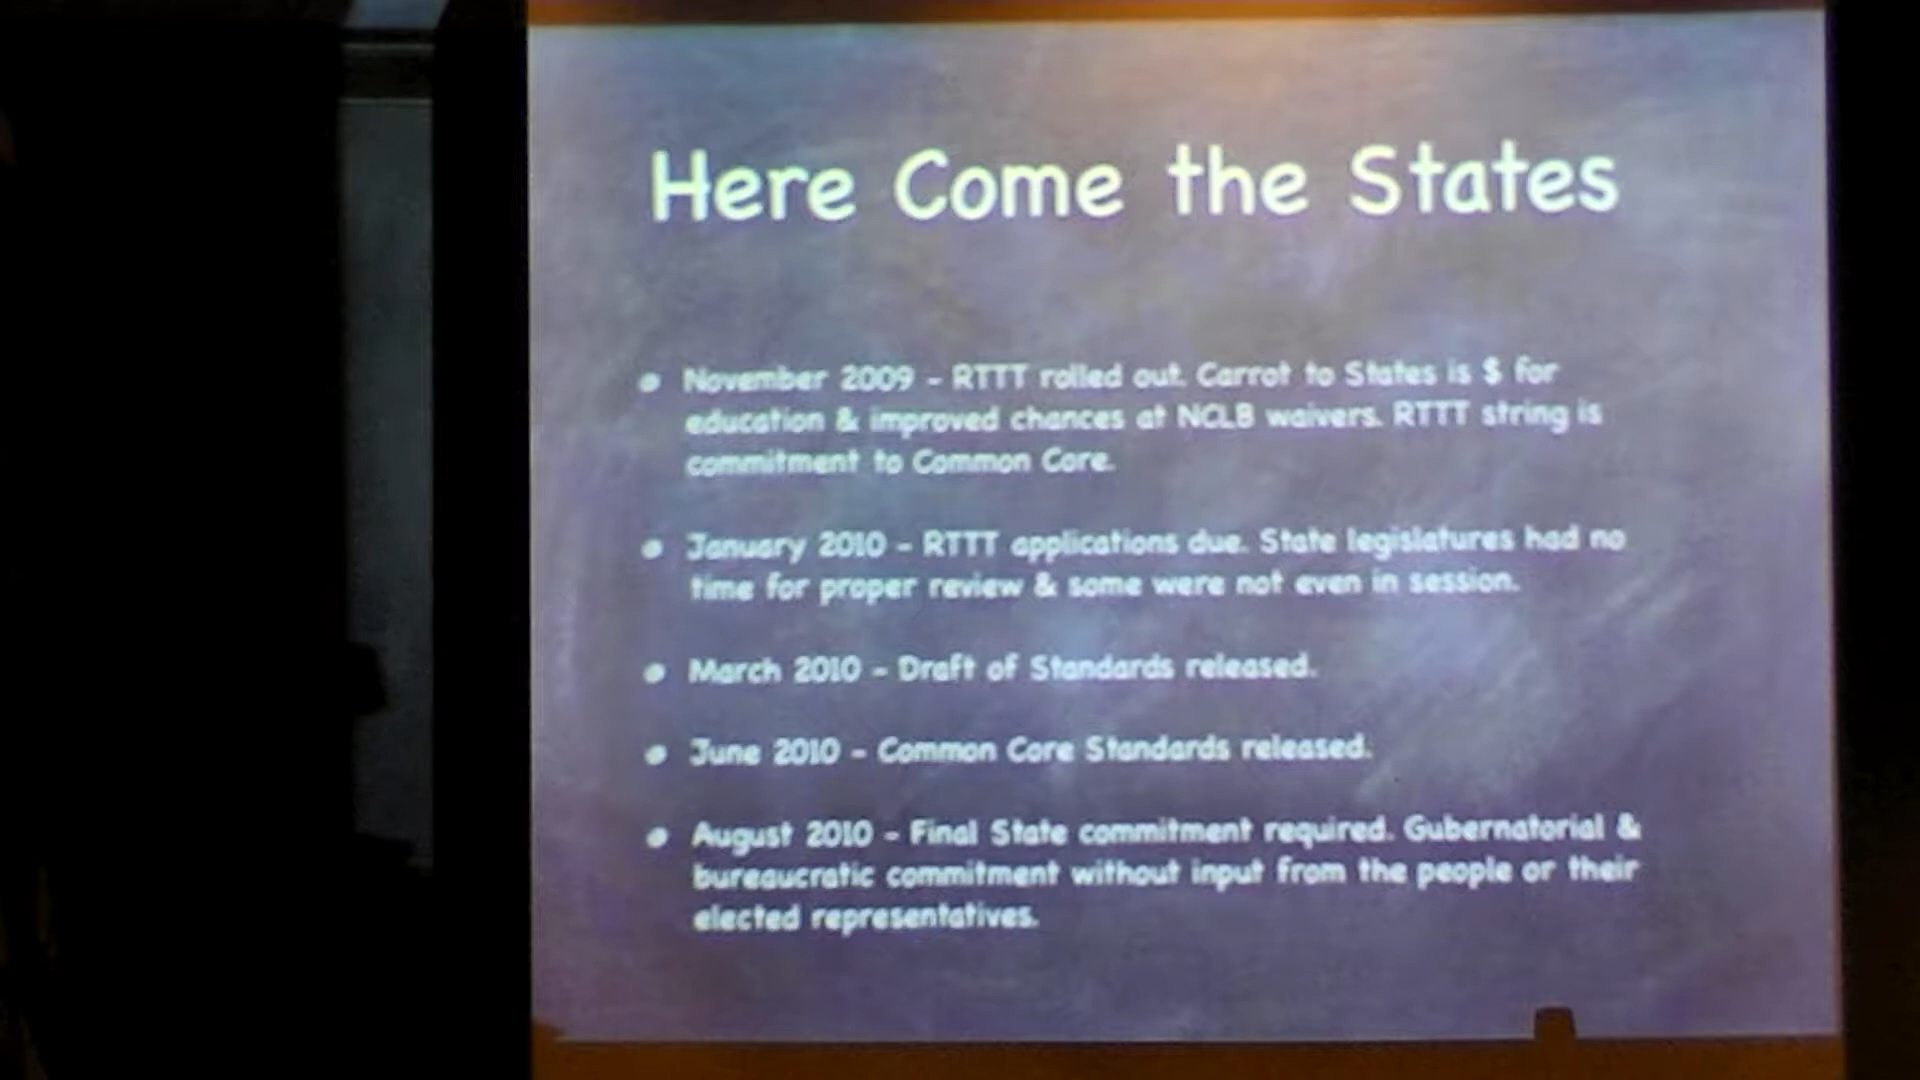 Here Come the States
• November 2009 - RTTT rolled out. Carrot to States is $ for
education & improved chances at NCLB waivers. RTTT string is
commitment to Common Core.
• January 2010 - RTTT applications due. State legislatures had no
time for proper review & some were not even in session.
• March 2010 - Draft of Standards released.
• June 2010 - Common Core Standards released.
• August 2010 - Final State commitment required. Gubernatorial &
bureaucratic commitment without input from the people or their
elected representatives.